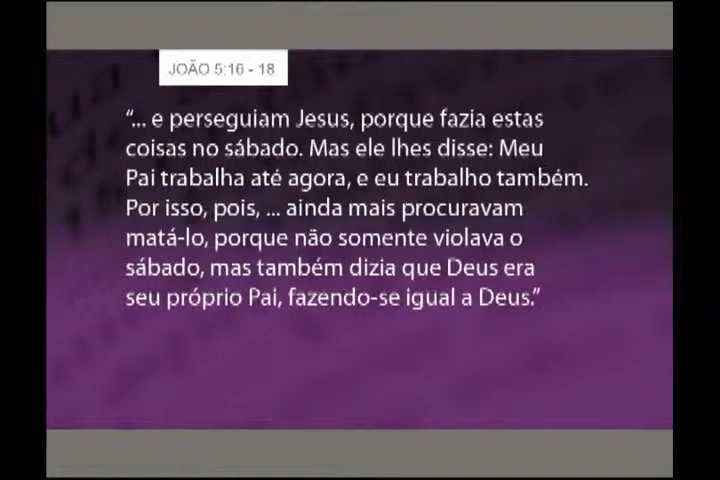 JOÃO 5:16 - 18
“... e perseguiam Jesus, porque fazia estas
coisas no sábado. Mas ele lhes disse: Meu
Pai trabalha até agora, e eu trabalho também.
Por isso, pois, ... ainda mais procuravam
matá-lo, porque não somente violava o
sábado, mas também dizia que Deus era
seu próprio Pai, fazendo-se igual a Deus.”